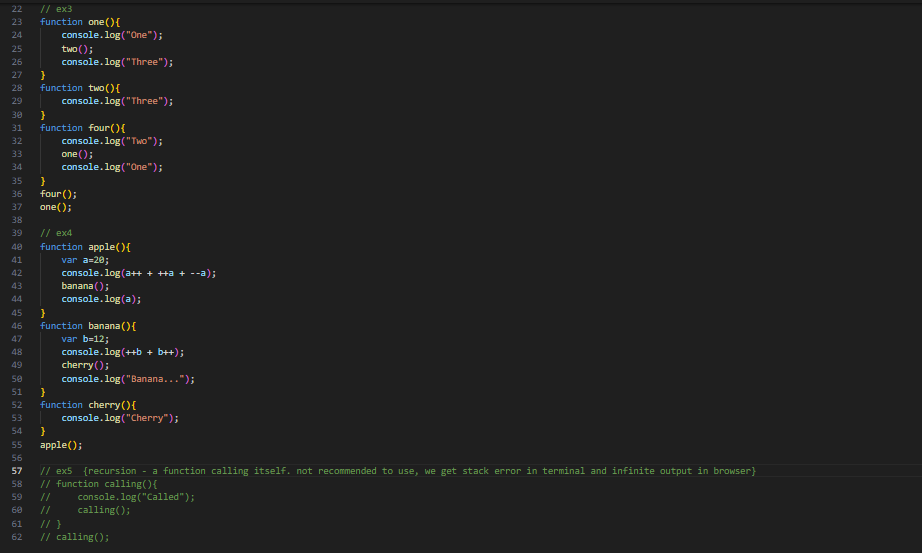 22 // ex3
23 function one(){
24     console.log("One");
25     two();
26     console.log("Three");
27 }
28 function two(){
29     console.log("Three");
30 }
31 function four(){
32     console.log("Two");
33     one();
34     console.log("One");
35 }
36 four();
37 one();
38
39 // ex4
40 function apple(){
41     var a=20;
42     console.log(a++ + ++a + --a);
43     banana();
44     console.log(a);
45 }
46 function banana(){
47     var b=12;
48     console.log(++b + b++);
49     cherry();
50     console.log("Banana...");
51 }
52 function cherry(){
53     console.log("Cherry");
54 }
55 apple();
56
57 // ex5  {recursion - a function calling itself. not recommended to use, we get stack error in terminal and infinite output in browser}
58 // function calling(){
59 //     console.log("Called");
60 //     calling();
61 // }
62 // calling();